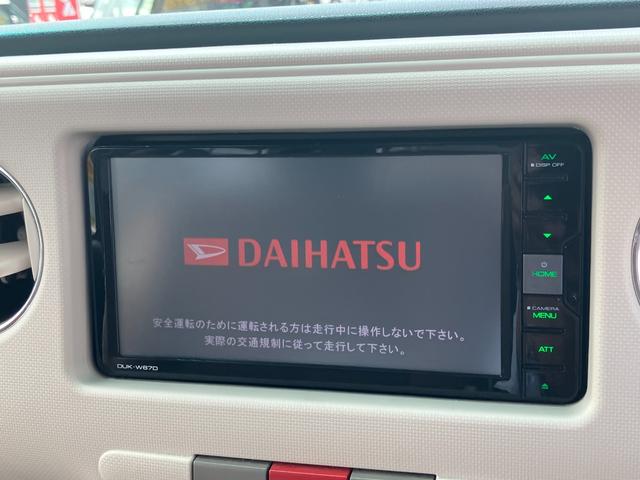 AV
DISP OFF
HOME
DAIHATSU
CAMERA
MENU
安全運転のために運転される方は走行中に操作しないで下さい。
実際の交通規制に従って走行して下さい。
ATT
DUK-W67D